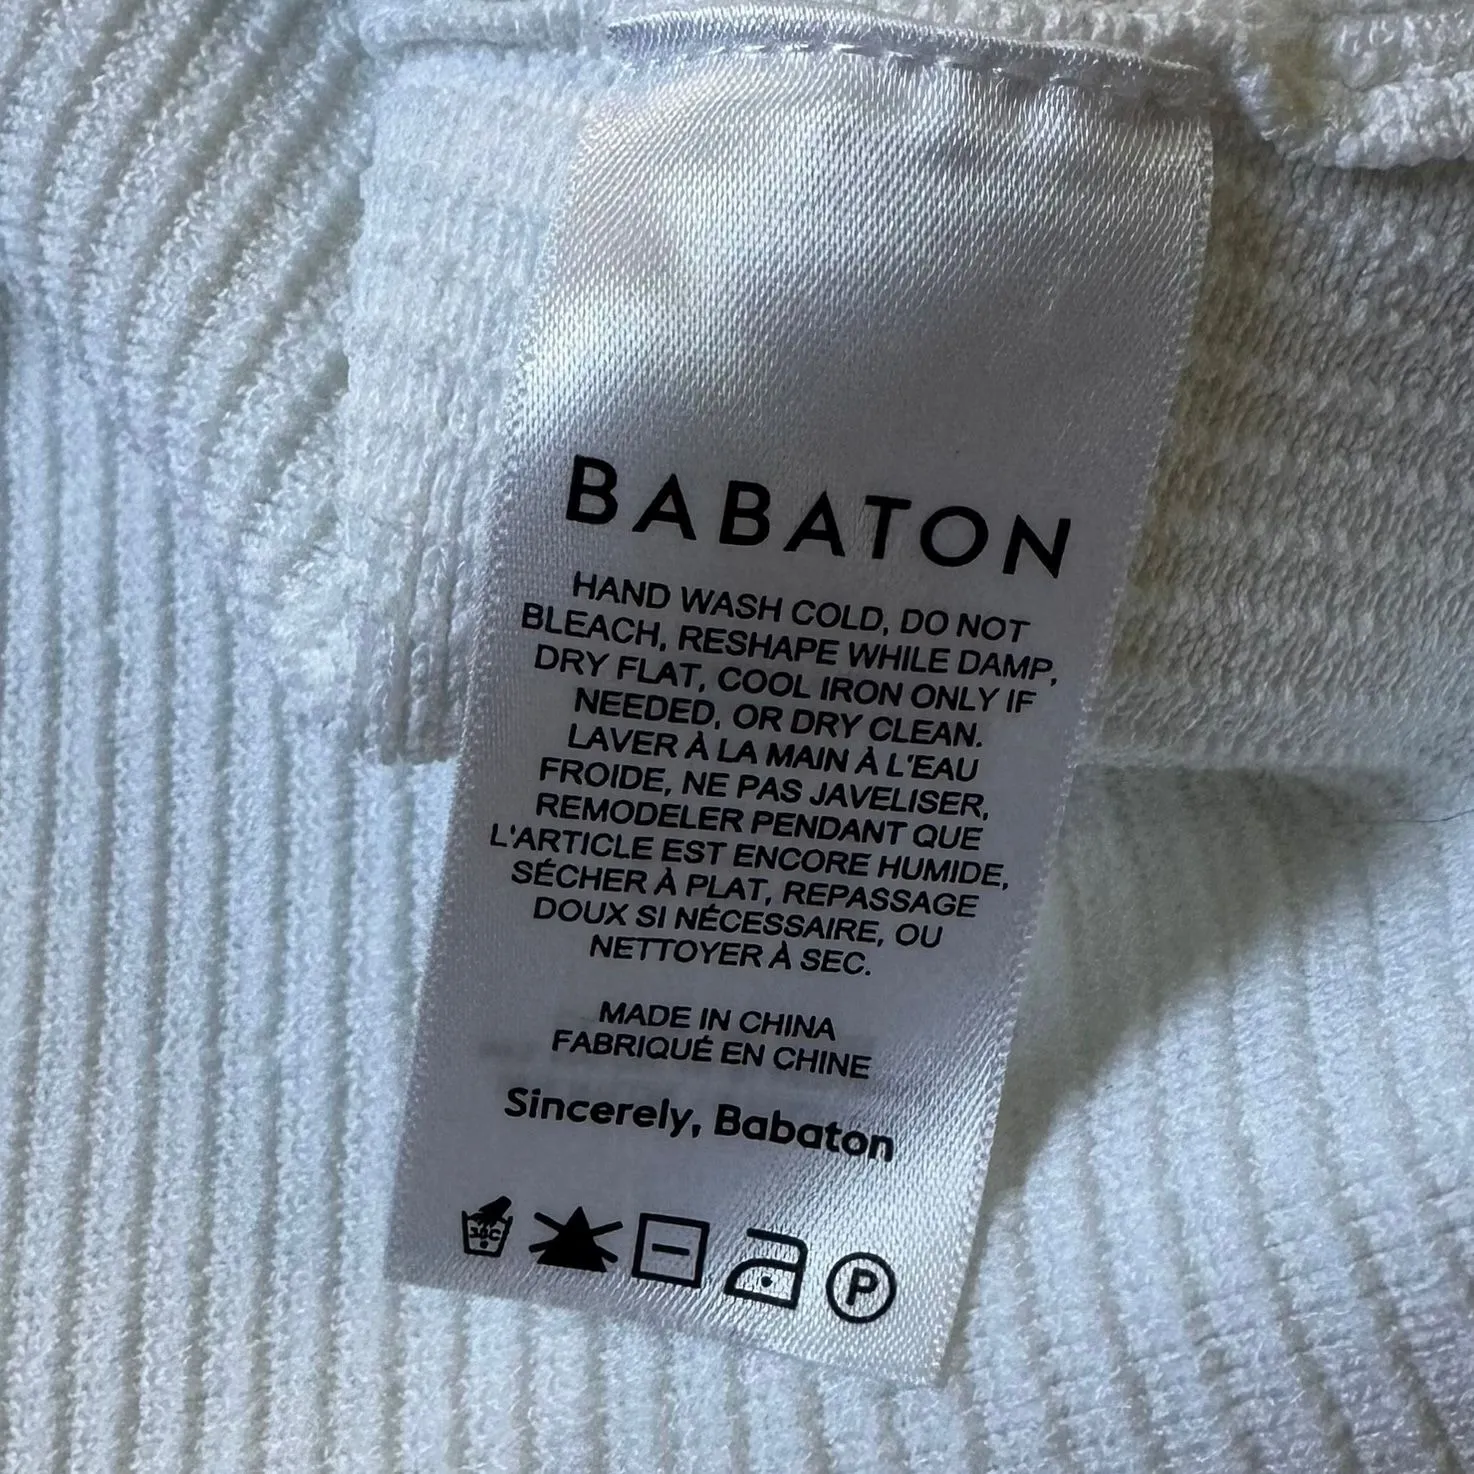 BABATON
HAND WASH COLD, DO NOT
BLEACH, RESHAPE WHILE DAMP,
DRY FLAT, COOL IRON ONLY IF
NEEDED, OR DRY CLEAN.
LAVER À LA MAIN À L'EAU
FROIDE, NE PAS JAVELISER,
REMODELER PENDANT QUE
L'ARTICLE EST ENCORE HUMIDE,
SÉCHER À PLAT, REPASSAGE
DOUX SI NÉCESSAIRE, OU
NETTOYER À SEC.
MADE IN CHINA
FABRIQUÉ EN CHINE
Sincerely, Babaton
30C
P